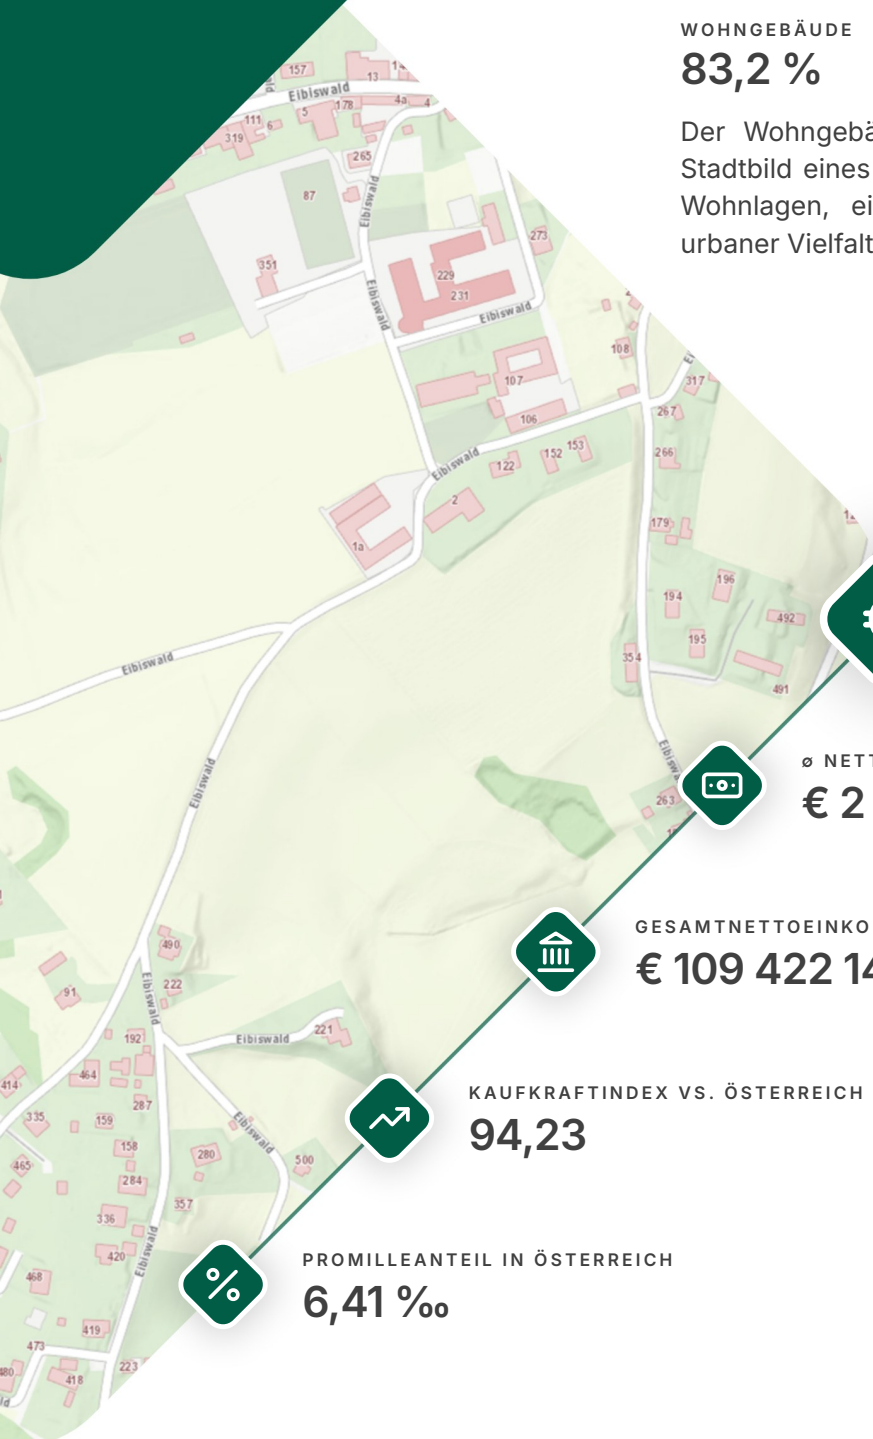 WOHNGEBÄUDE
83,2 %
Der Wohngebä
Stadtbild eines
Wohnlagen, ei
urbaner Vielfalt
157
13
Eibiswald
178
4a
4
5
111
6
319
265
87
Eibiswald
273
351
229
231
Eibiswald
Eibiswald
108
107
317
267
106
153
152
122
266
Eibiswald
2
179
1a
196
194
492
195
354
Eibiswald
491
Eibiswald
ø NETT
€ 2
263
GESAMTNETTOEINKO
€ 109 422 14
490
222
91
Eibiswald
221
192
Eibiswald
464
414
287
335
159
KAUFKRAFTINDEX VS. ÖSTERREICH
94,23
Eibiswald
158
280
500
465
284
357
336
420
Eibiswald
PROMILLEANTEIL IN ÖSTERREICH
6,41 ‰
468
419
473
223
480
418